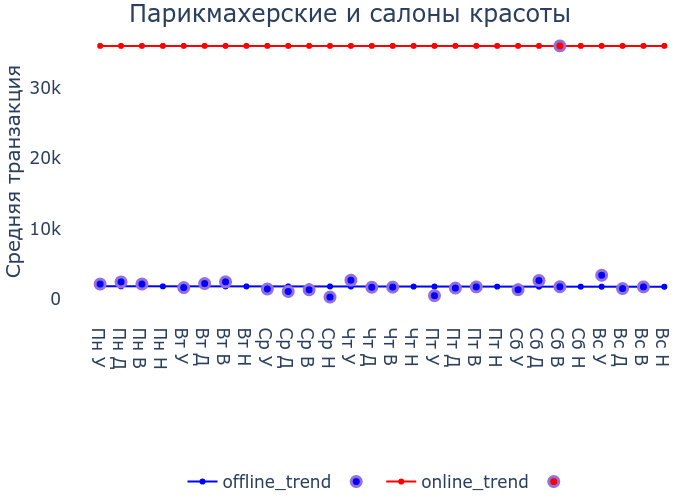 Парикмахерские и салоны красоты
Средняя транзакция
30k
20k
10k
0
Пн У
Пн Д
Пн В
Пн Н
Вт У
Вт Д
Вт В
Вт Н
Ср У
Ср Д
Ср В
Ср Н
Чт У
Чт Д
Чт В
Чт Н
Пт У
Пт Д
Пт В
Пт Н
Сб У
Сб Д
Сб В
Сб Н
Вс У
Вс Д
Вс В
Вс Н
offline_trend
online_trend